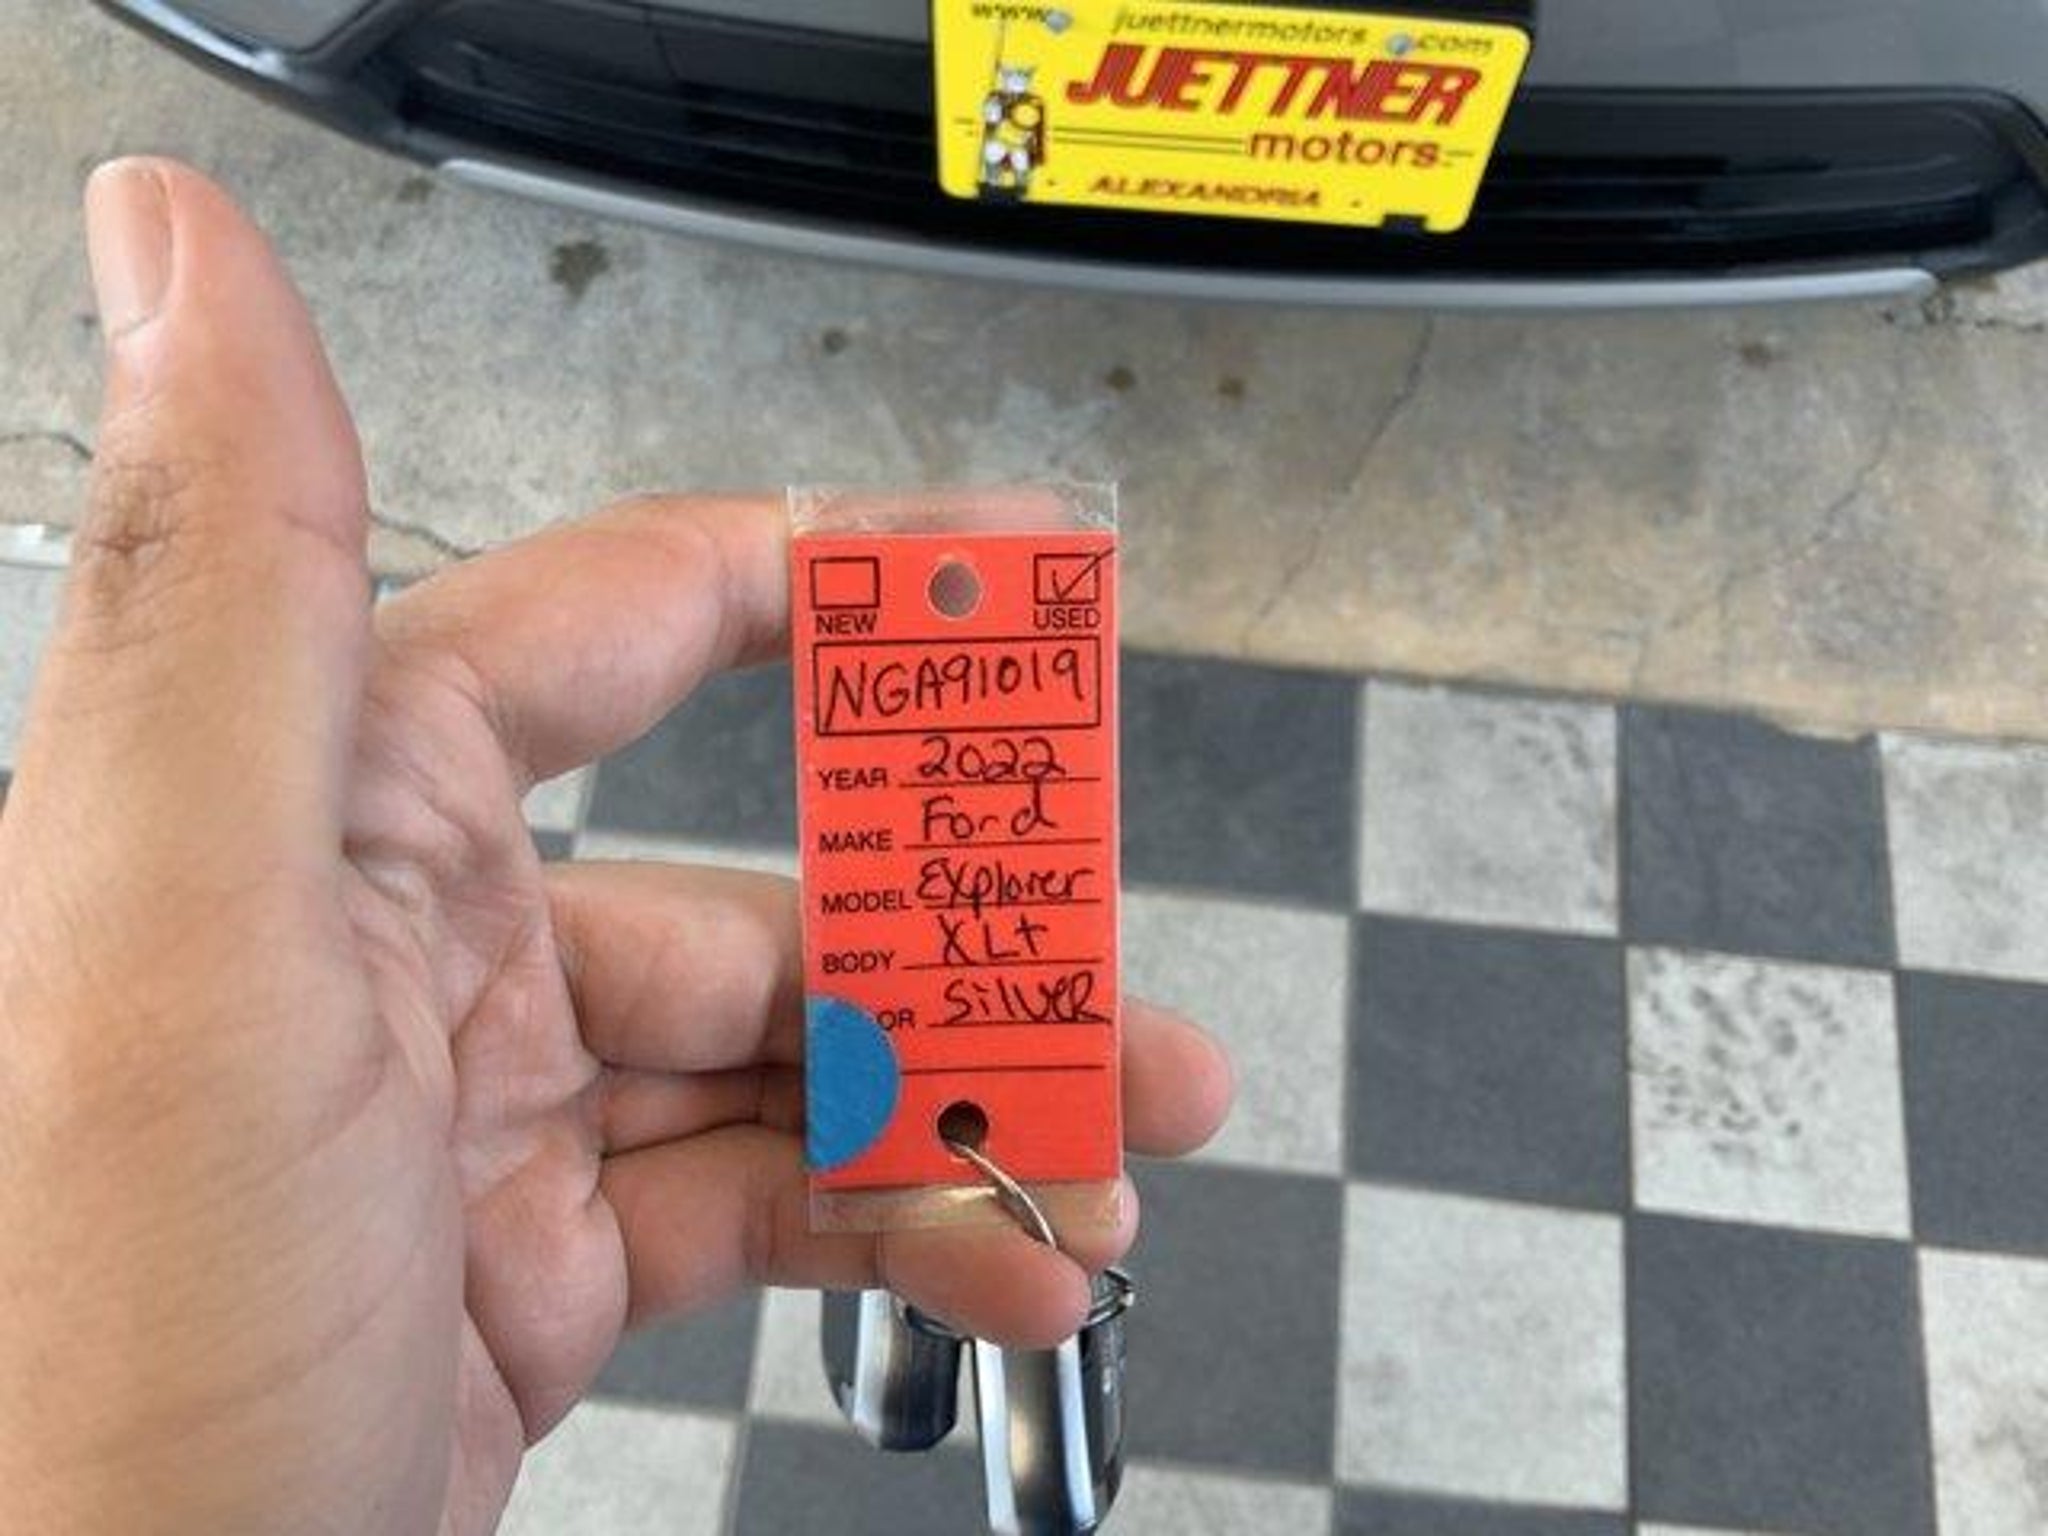 www.juettnermotors.com
JUETTNER
motors
ALEXANDRIA
NEW USED
NGA91019
YEAR 2022
MAKE Ford
MODEL Explorer
BODY XLt
OR SilveR